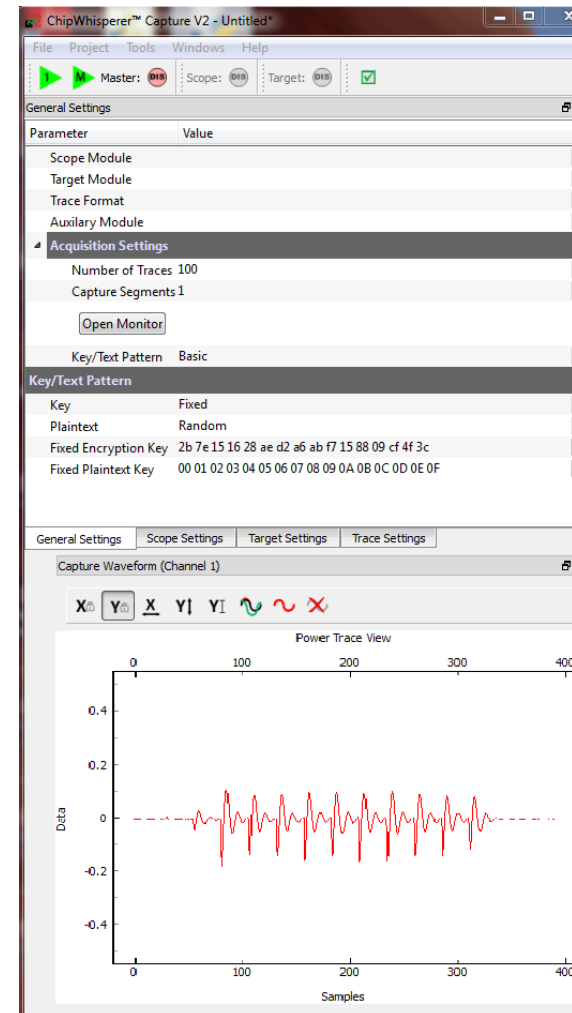 ChipWhisperer™ Capture V2 - Untitled*
File Project Tools Windows Help
1 M Master: DIS Scope: DIS Target: DIS
General Settings
Parameter Value
Scope Module
Target Module
Trace Format
Auxilary Module
Acquisition Settings
Number of Traces 100
Capture Segments 1
Open Monitor
Key/Text Pattern Basic
Key/Text Pattern
Key Fixed
Plaintext Random
Fixed Encryption Key 2b 7e 15 16 28 ae d2 a6 ab f7 15 88 09 cf 4f 3c
Fixed Plaintext Key 00 01 02 03 04 05 06 07 08 09 0A 0B 0C 0D 0E 0F
General Settings Scope Settings Target Settings Trace Settings
Capture Waveform (Channel 1)
X Y X Y Y
Power Trace View
0 100 200 300 400
0.4
0.2
0
-0.2
-0.4
Data
0 100 200 300 400
Samples